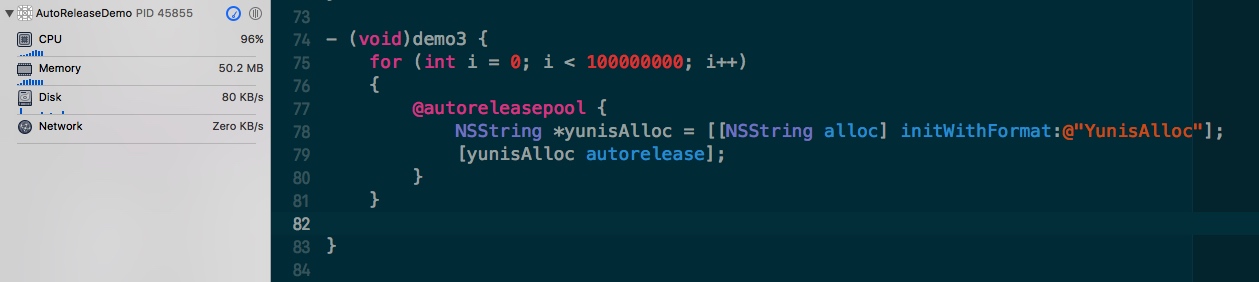 AutoReleaseDemo PID 45855
CPU 96%
Memory 50.2 MB
Disk 80 KB/s
Network Zero KB/s
73
74 - (void)demo3 {
75 for (int i = 0; i < 100000000; i++)
76 {
77 @autoreleasepool {
78 NSString *yunisAlloc = [[NSString alloc] initWithFormat:@"YunisAlloc"];
79 [yunisAlloc autorelease];
80 }
81 }
82
83 }
84